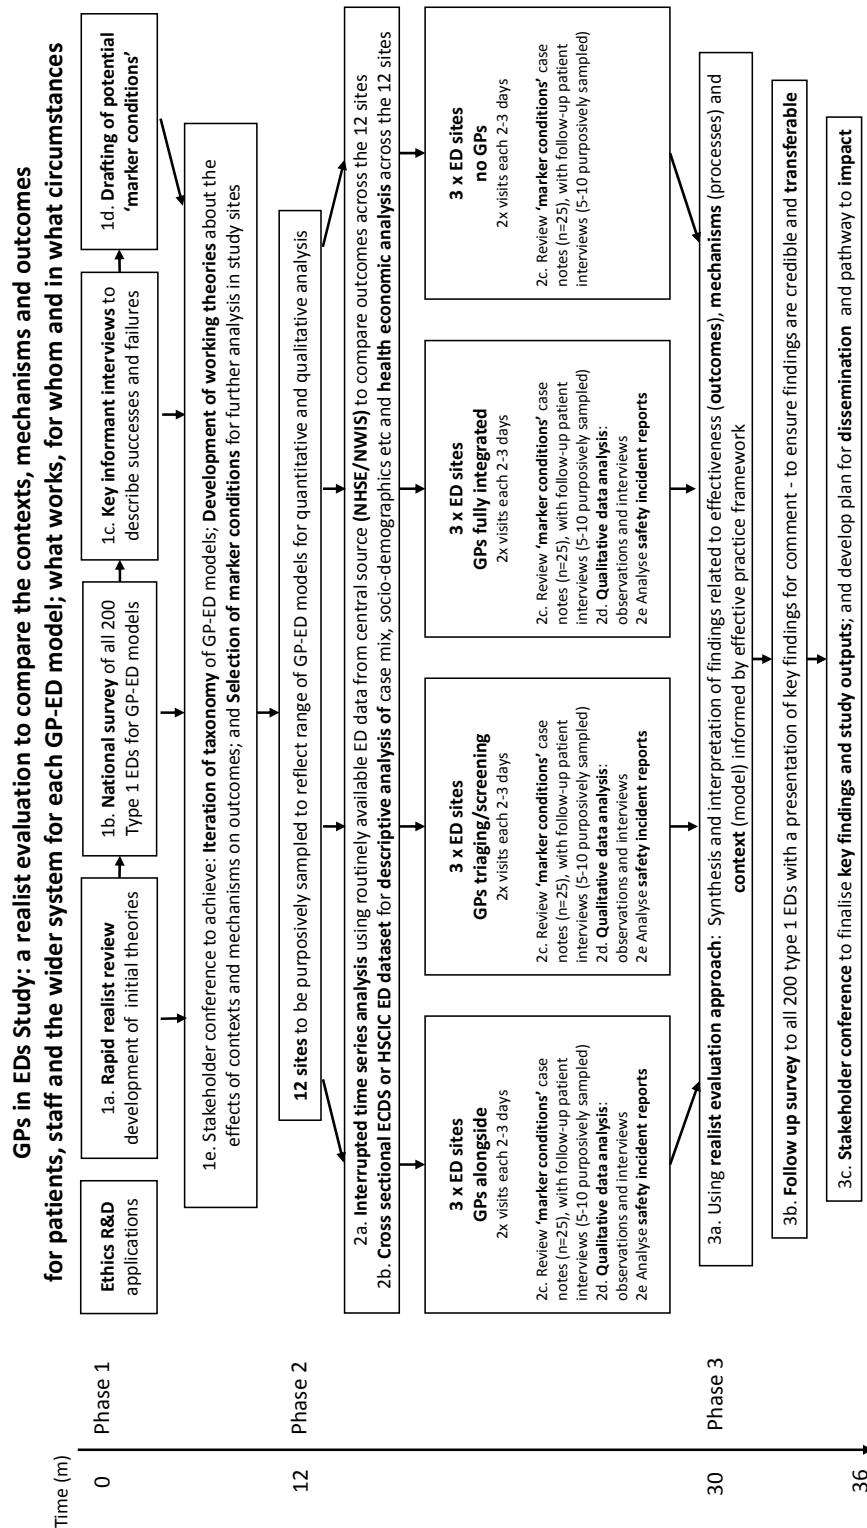 GPs in EDs Study: a realist evaluation to compare the contexts, mechanisms and outcomes
for patients, staff and the wider system for each GP-ED model; what works, for whom and in what circumstances
Time (m)
0
Phase 1
Ethics R&D
applications
1a. Rapid realist review
development of initial theories
1b. National survey of all 200
Type 1 EDs for GP-ED models
1c. Key informant interviews to
describe successes and failures
1d. Drafting of potential
‘marker conditions’
1e. Stakeholder conference to achieve: Iteration of taxonomy of GP-ED models; Development of working theories about the
effects of contexts and mechanisms on outcomes; and Selection of marker conditions for further analysis in study sites
12
Phase 2
12 sites to be purposively sampled to reflect range of GP-ED models for quantitative and qualitative analysis
2a. Interrupted time series analysis using routinely available ED data from central source (NHSE/NWIS) to compare outcomes across the 12 sites
2b. Cross sectional ECDS or HSCIC ED dataset for descriptive analysis of case mix, socio-demographics etc and health economic analysis across the 12 sites
3 x ED sites
GPs alongside
2x visits each 2-3 days
2c. Review ‘marker conditions’ case
notes (n=25), with follow-up patient
interviews (5-10 purposively sampled)
2d. Qualitative data analysis:
observations and interviews
2e Analyse safety incident reports
3 x ED sites
GPs triaging/screening
2x visits each 2-3 days
2c. Review ‘marker conditions’ case
notes (n=25), with follow-up patient
interviews (5-10 purposively sampled)
2d. Qualitative data analysis:
observations and interviews
2e Analyse safety incident reports
3 x ED sites
GPs fully integrated
2x visits each 2-3 days
2c. Review ‘marker conditions’ case
notes (n=25), with follow-up patient
interviews (5-10 purposively sampled)
2d. Qualitative data analysis:
observations and interviews
2e Analyse safety incident reports
3 x ED sites
no GPs
2x visits each 2-3 days
2c. Review ‘marker conditions’ case
notes (n=25), with follow-up patient
interviews (5-10 purposively sampled)
30
Phase 3
3a. Using realist evaluation approach: Synthesis and interpretation of findings related to effectiveness (outcomes), mechanisms (processes) and
context (model) informed by effective practice framework
3b. Follow up survey to all 200 type 1 EDs with a presentation of key findings for comment - to ensure findings are credible and transferable
3c. Stakeholder conference to finalise key findings and study outputs; and develop plan for dissemination and pathway to impact
36